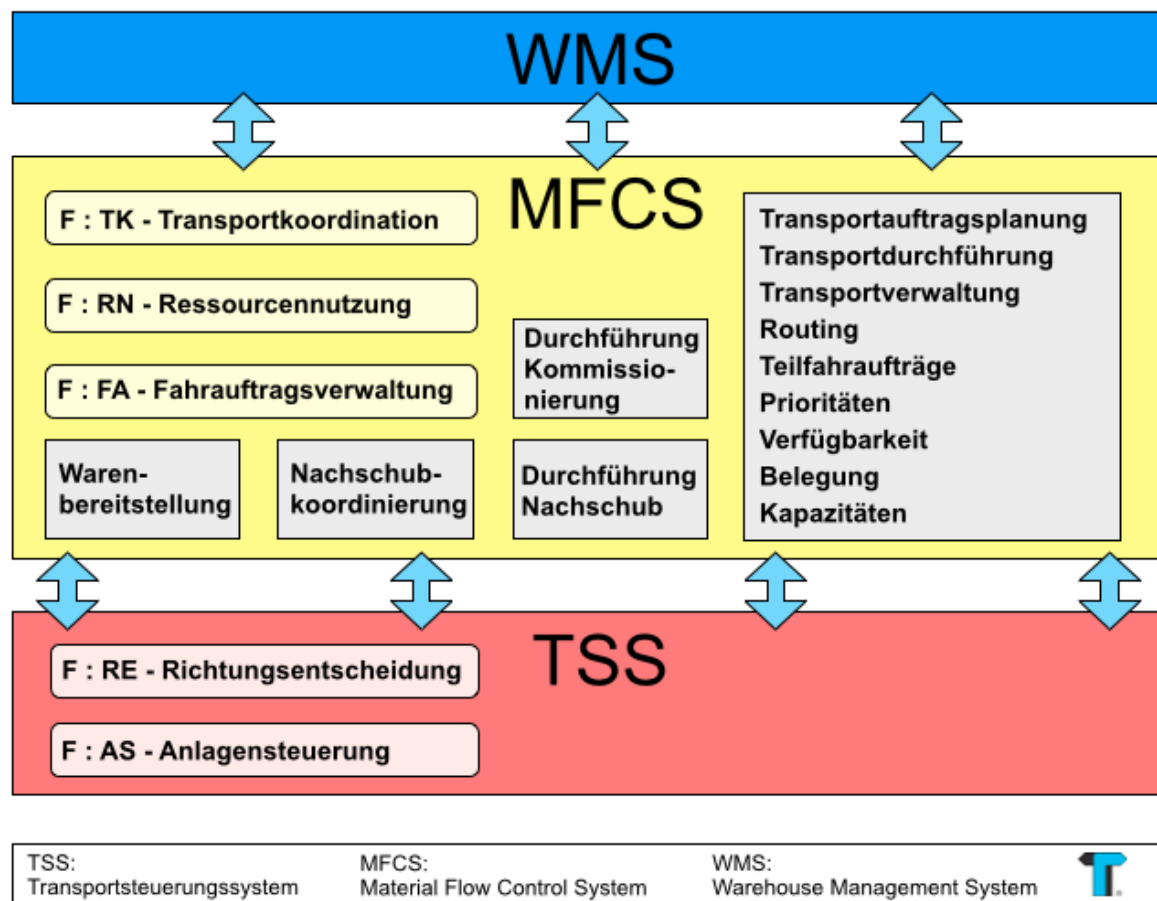 WMS
MFCS
F : TK - Transportkoordination
F : RN - Ressourcennutzung
F : FA - Fahrauftragsverwaltung
Waren-
bereitstellung
Nachschub-
koordinierung
Durchführung
Kommissio-
nierung
Durchführung
Nachschub
Transportauftragsplanung
Transportdurchführung
Transportverwaltung
Routing
Teilfahraufträge
Prioritäten
Verfügbarkeit
Belegung
Kapazitäten
TSS
F : RE - Richtungsentscheidung
F : AS - Anlagensteuerung
TSS:
Transportsteuerungssystem
MFCS:
Material Flow Control System
WMS:
Warehouse Management System